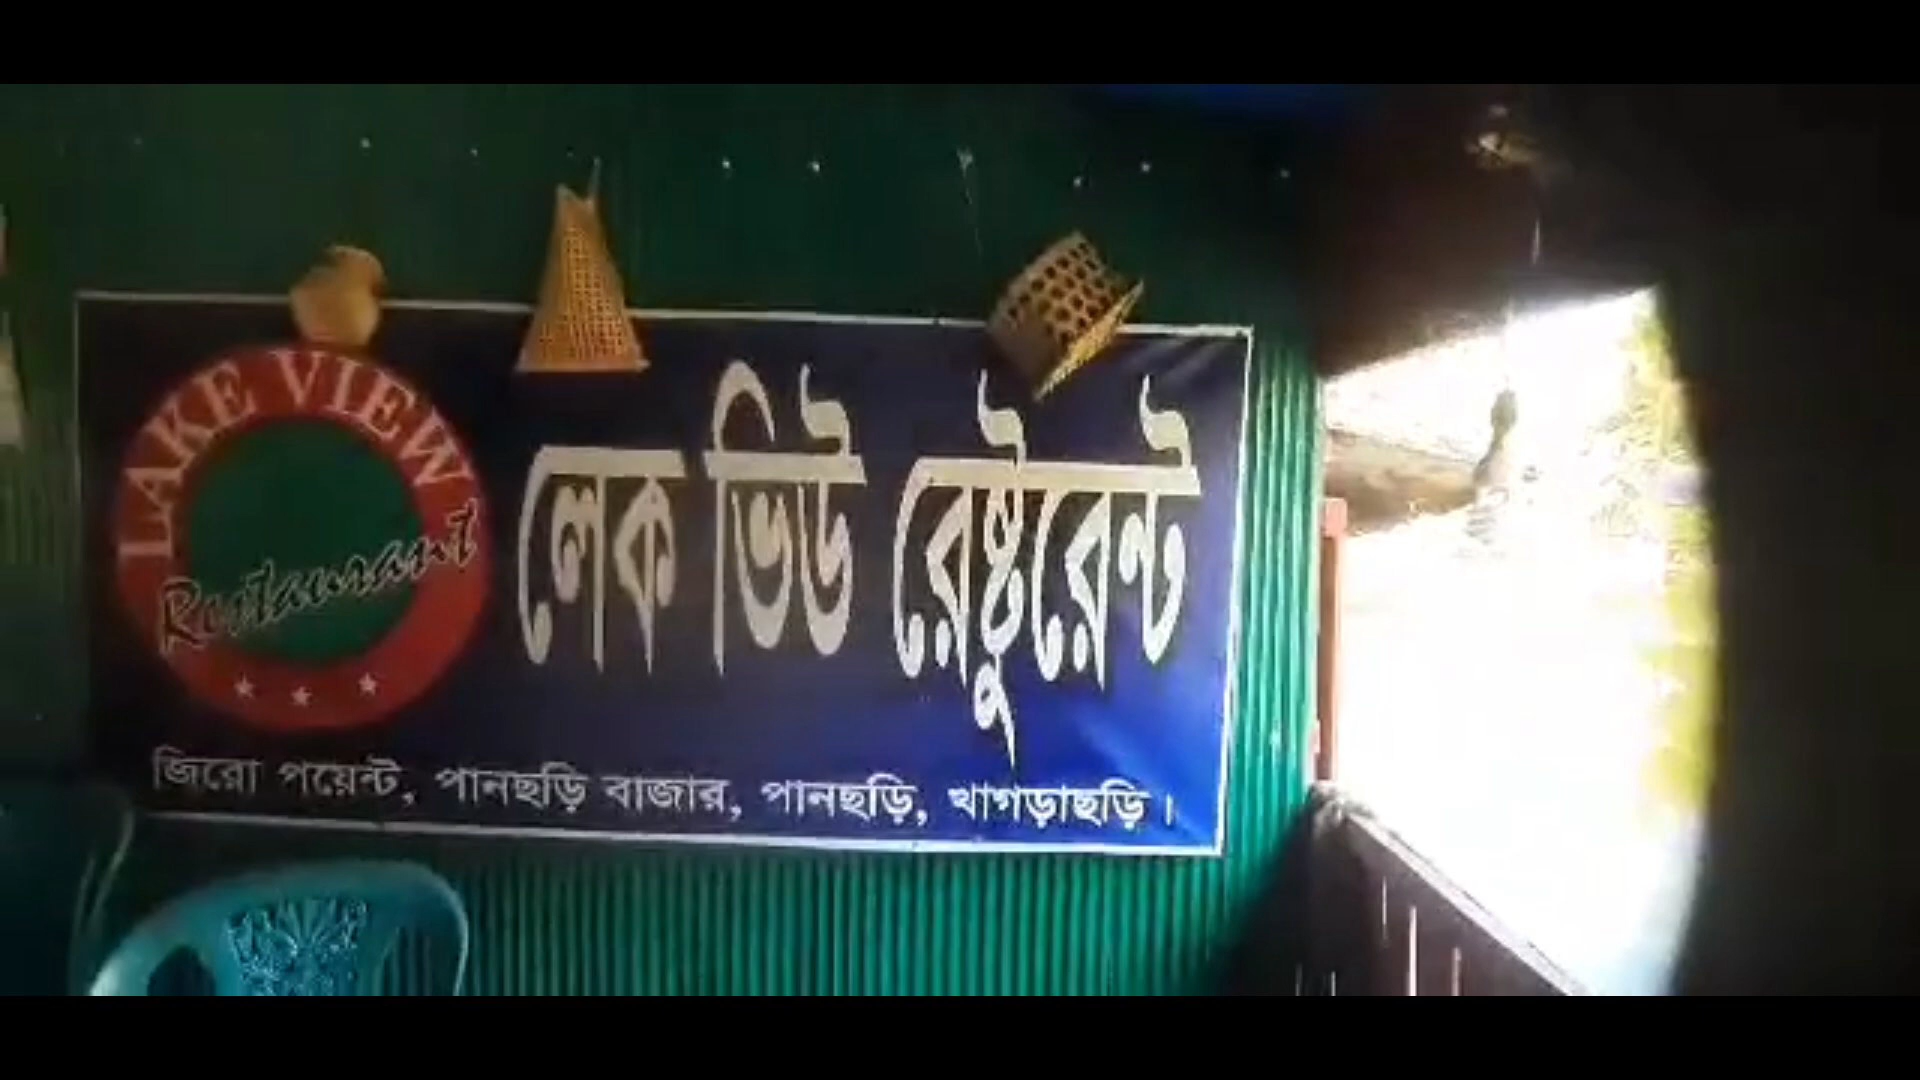 LAKE VIEW
Restaurant
লেক ভিউ রেষ্টুরেন্ট
জিরো পয়েন্ট, পানছড়ি বাজার, পানছড়ি, খাগড়াছড়ি।